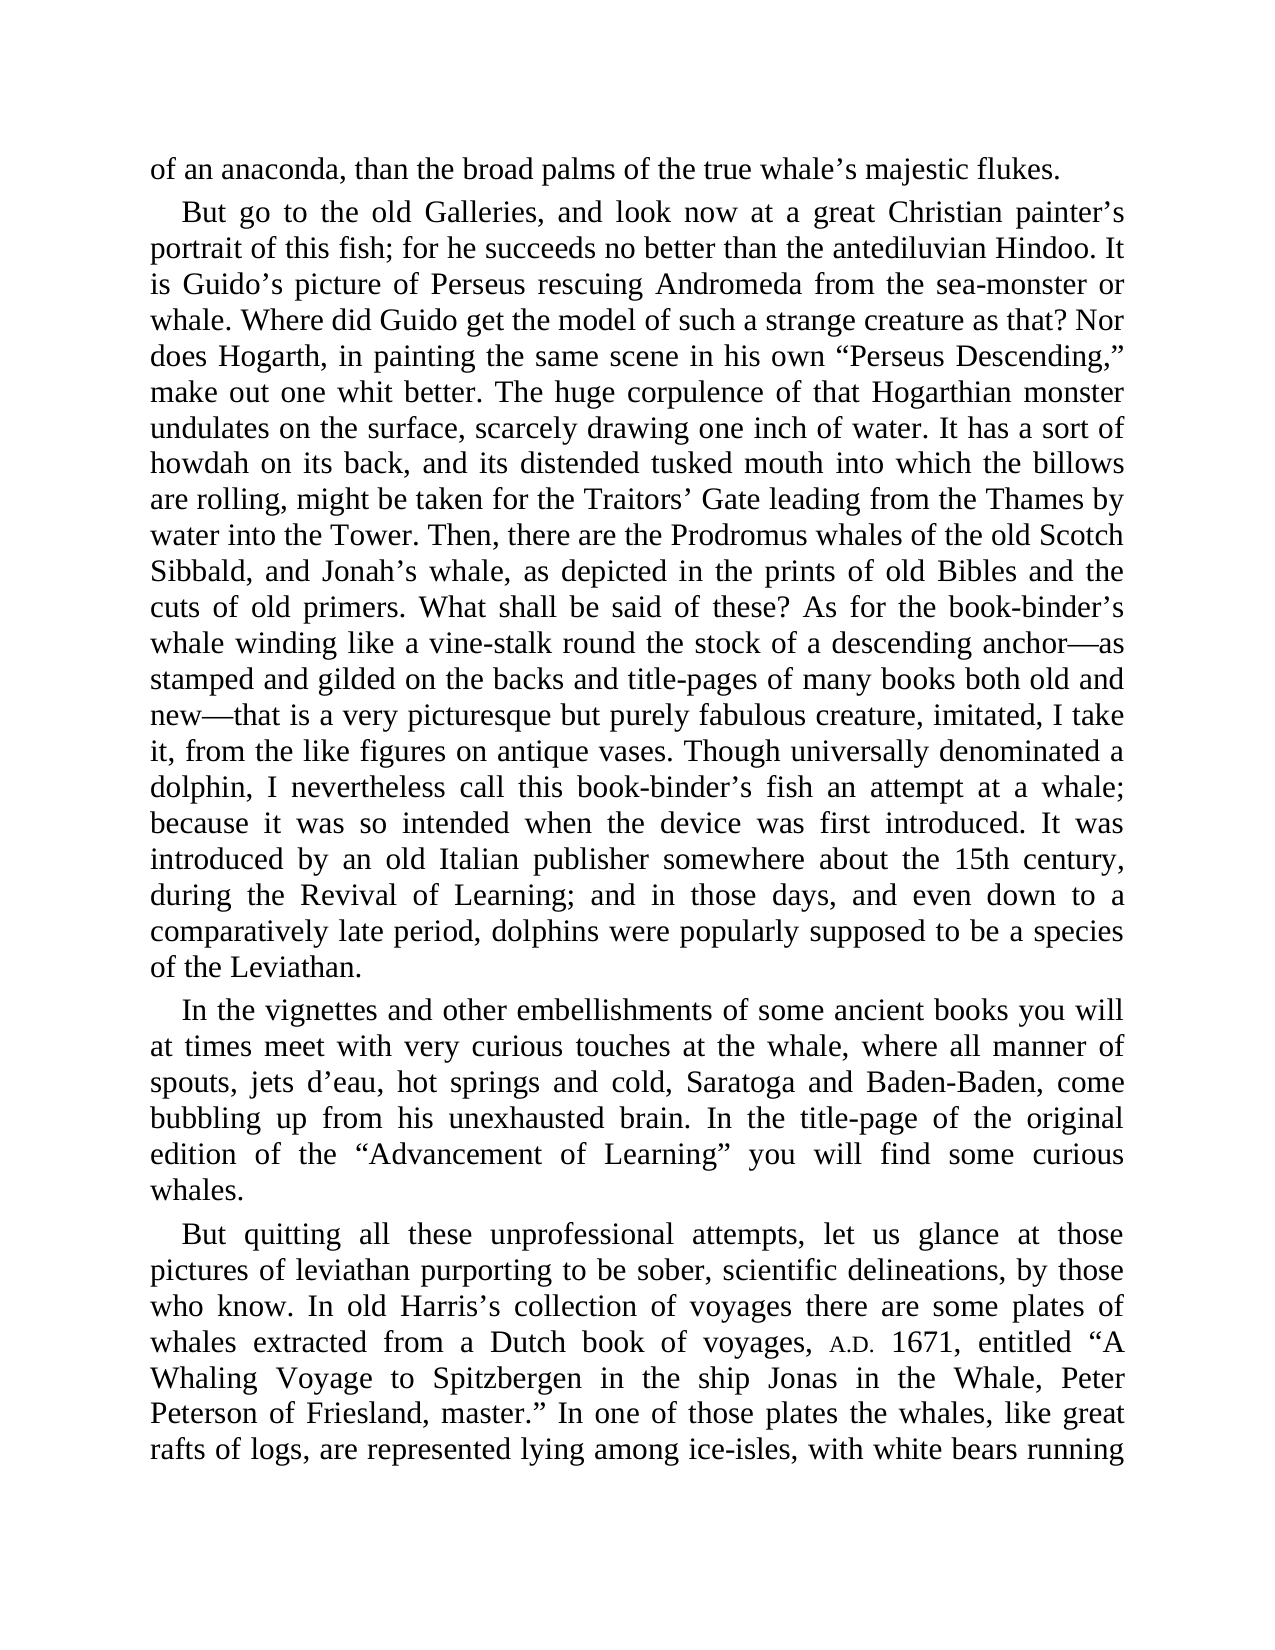 of an anaconda, than the broad palms of the true whale’s majestic flukes.
But go to the old Galleries, and look now at a great Christian painter’s
portrait of this fish; for he succeeds no better than the antediluvian Hindoo. It
is Guido’s picture of Perseus rescuing Andromeda from the sea-monster or
whale. Where did Guido get the model of such a strange creature as that? Nor
does Hogarth, in painting the same scene in his own “Perseus Descending,”
make out one whit better. The huge corpulence of that Hogarthian monster
undulates on the surface, scarcely drawing one inch of water. It has a sort of
howdah on its back, and its distended tusked mouth into which the billows
are rolling, might be taken for the Traitors’ Gate leading from the Thames by
water into the Tower. Then, there are the Prodromus whales of the old Scotch
Sibbald, and Jonah’s whale, as depicted in the prints of old Bibles and the
cuts of old primers. What shall be said of these? As for the book-binder’s
whale winding like a vine-stalk round the stock of a descending anchor—as
stamped and gilded on the backs and title-pages of many books both old and
new—that is a very picturesque but purely fabulous creature, imitated, I take
it, from the like figures on antique vases. Though universally denominated a
dolphin, I nevertheless call this book-binder’s fish an attempt at a whale;
because it was so intended when the device was first introduced. It was
introduced by an old Italian publisher somewhere about the 15th century,
during the Revival of Learning; and in those days, and even down to a
comparatively late period, dolphins were popularly supposed to be a species
of the Leviathan.
In the vignettes and other embellishments of some ancient books you will
at times meet with very curious touches at the whale, where all manner of
spouts, jets d’eau, hot springs and cold, Saratoga and Baden-Baden, come
bubbling up from his unexhausted brain. In the title-page of the original
edition of the “Advancement of Learning” you will find some curious
whales.
But quitting all these unprofessional attempts, let us glance at those
pictures of leviathan purporting to be sober, scientific delineations, by those
who know. In old Harris’s collection of voyages there are some plates of
whales extracted from a Dutch book of voyages, A.D. 1671, entitled “A
Whaling Voyage to Spitzbergen in the ship Jonas in the Whale, Peter
Peterson of Friesland, master.” In one of those plates the whales, like great
rafts of logs, are represented lying among ice-isles, with white bears running